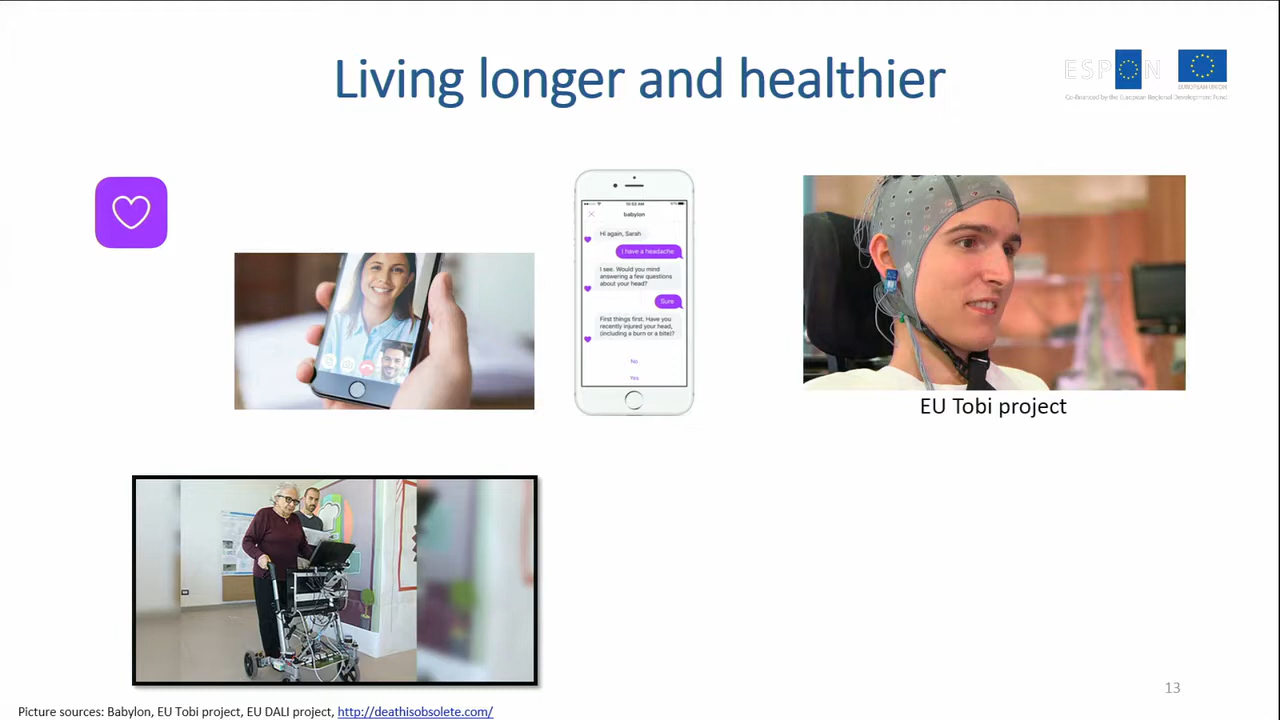 Living longer and healthier
ESPON
EUROPEAN UNION
Co-financed by the European Regional Development Fund
10:52 AM
babylon
Hi again, Sarah
I have a headache
I see. Would you mind
answering a few questions
about your head?
Sure
First things first. Have you
recently injured your head,
(including a burn or a bite)?
No
Yes
EU Tobi project
13
Picture sources: Babylon, EU Tobi project, EU DALI project, http://deathisobsolete.com/